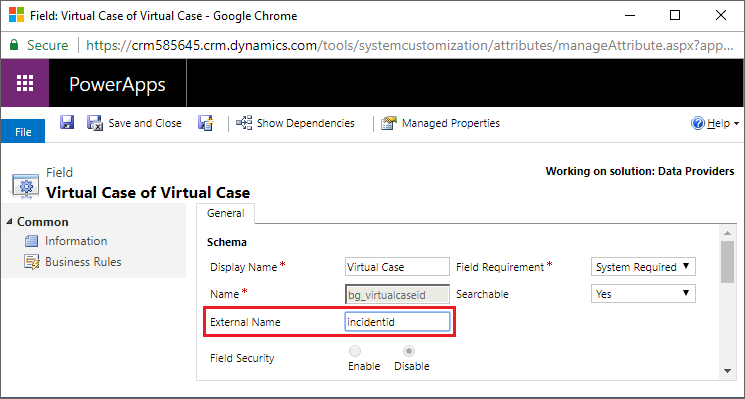 Field: Virtual Case of Virtual Case - Google Chrome
Secure https://crm585645.crm.dynamics.com/tools/systemcustomization/attributes/manageAttribute.aspx?app...
PowerApps
File Save and Close Show Dependencies Managed Properties Help
Field
Virtual Case of Virtual Case
Working on solution: Data Providers
Common
Information
Business Rules
General
Schema
Display Name * Virtual Case Field Requirement * System Required
Name * bg_virtualcaseid Searchable Yes
External Name incidentid
Field Security Enable Disable